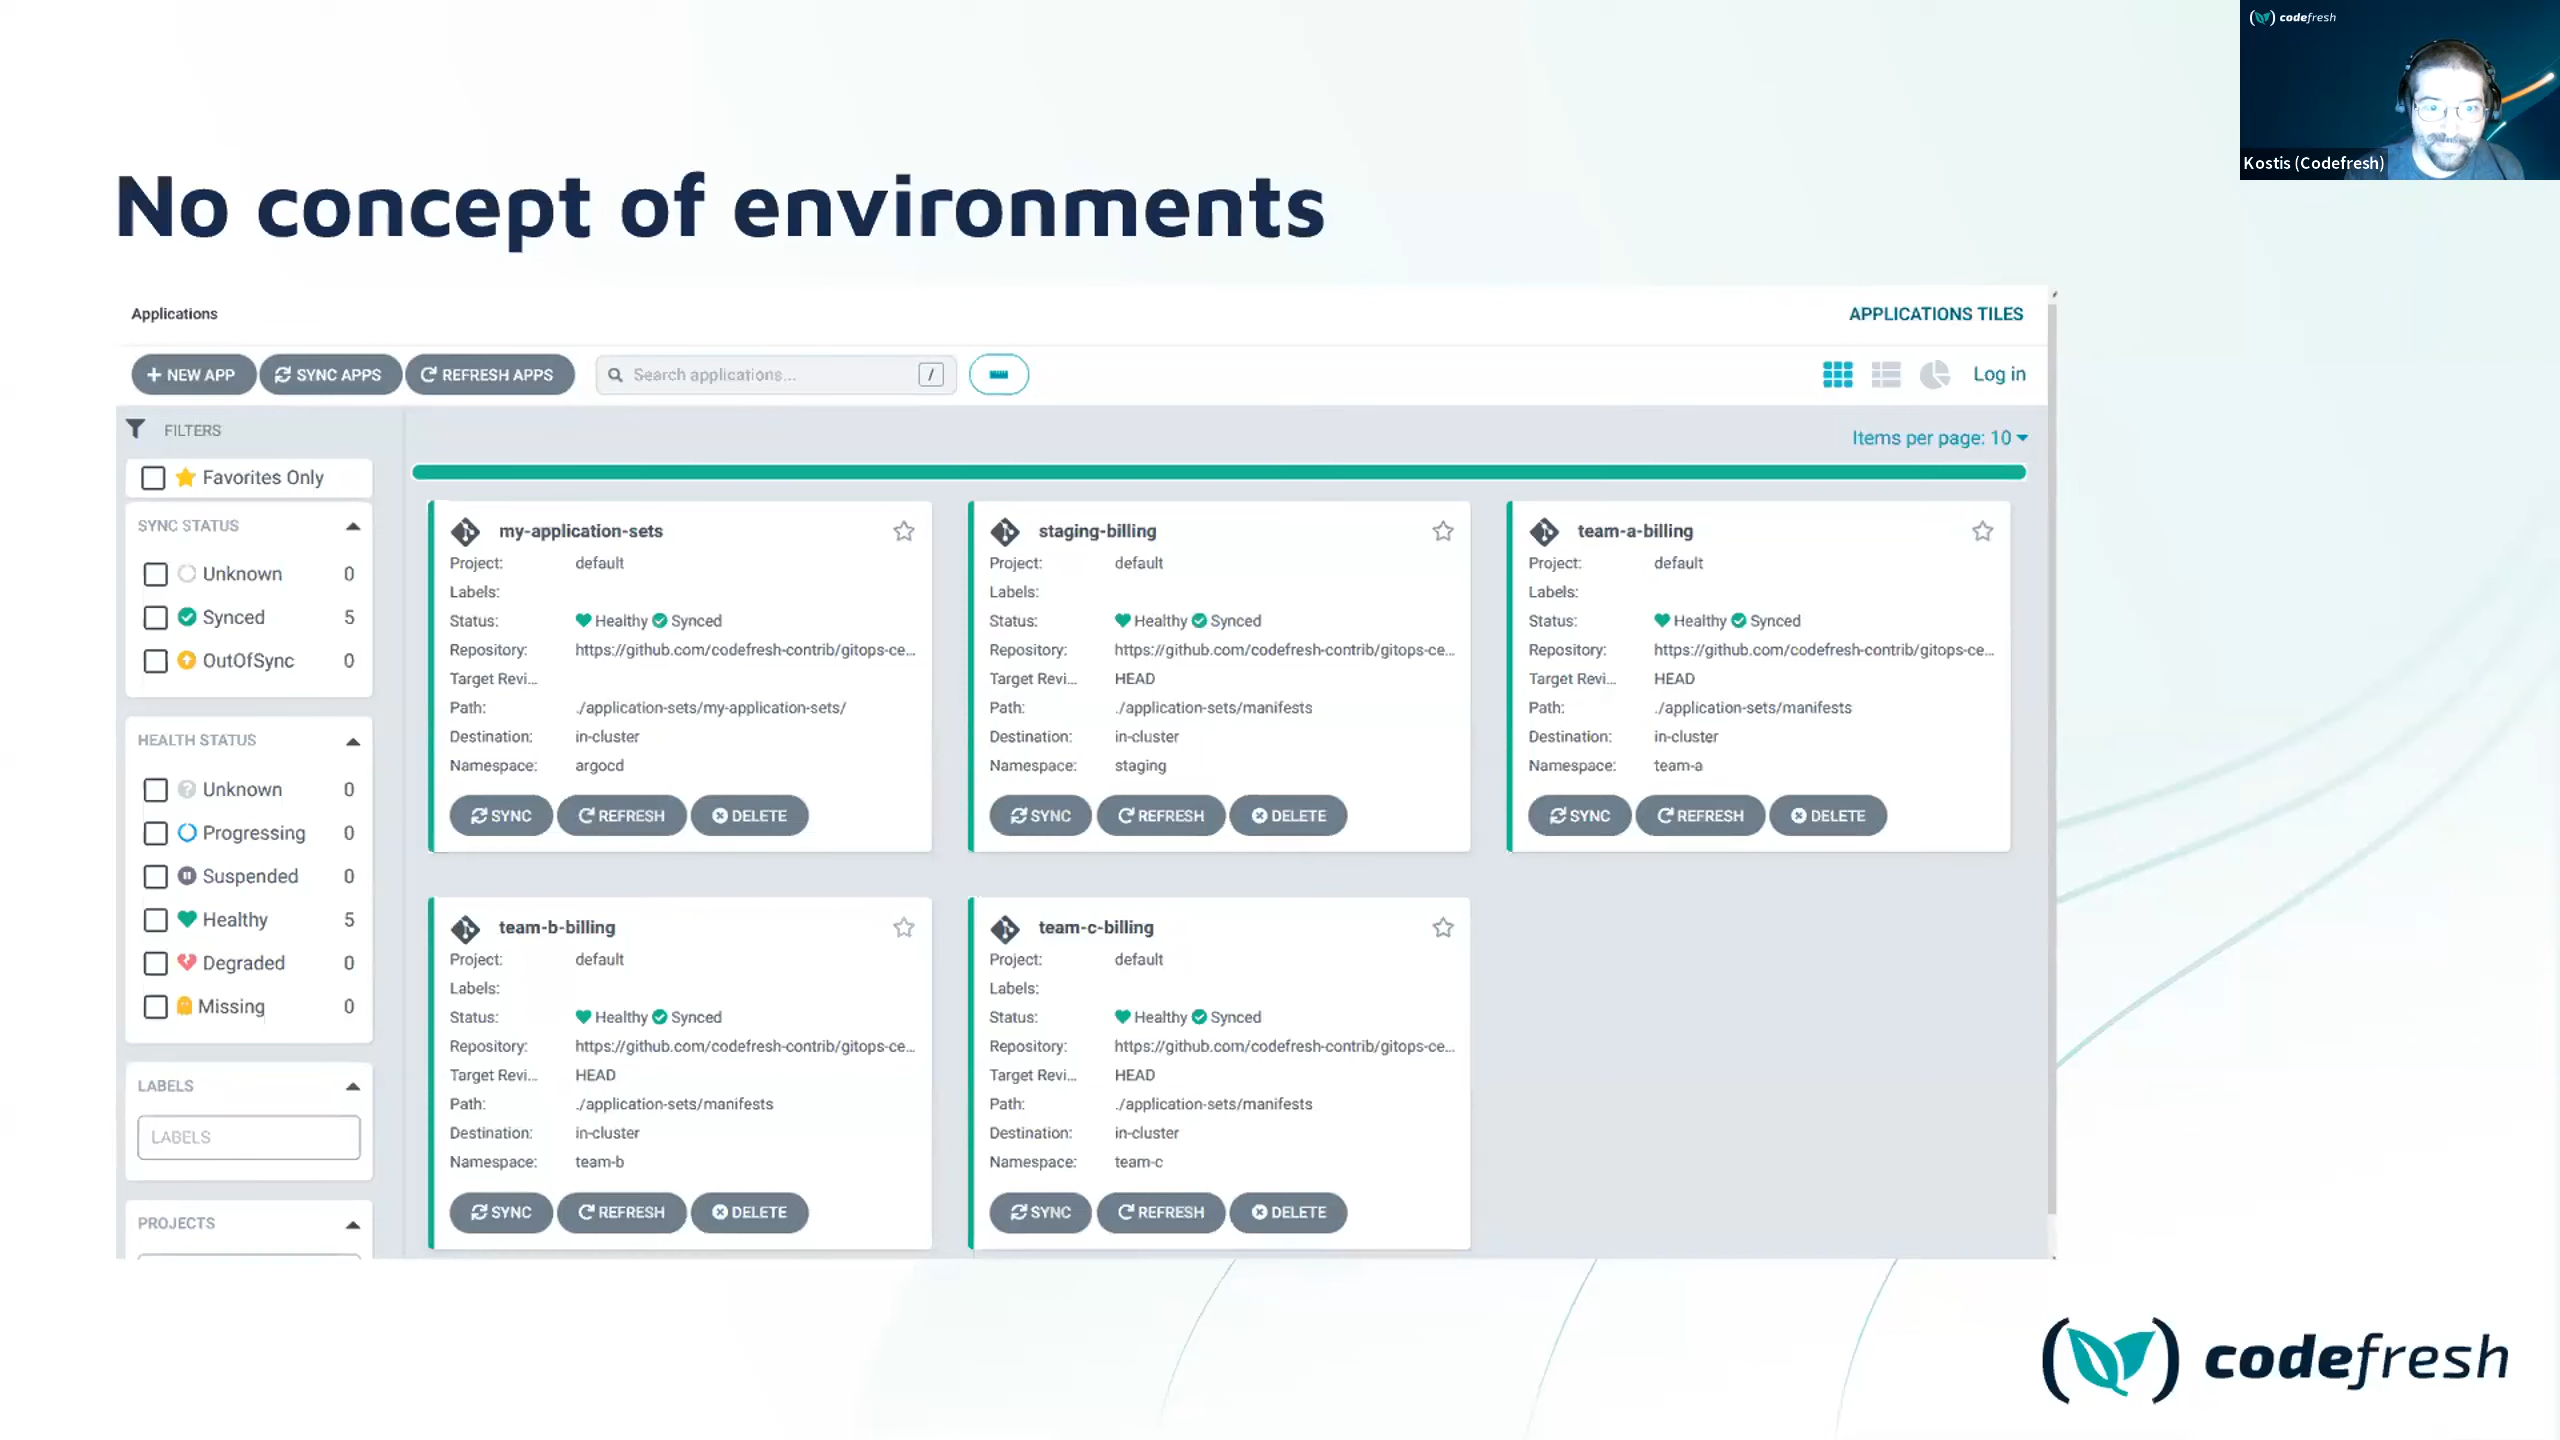 codefresh
Kostis (Codefresh)
No concept of environments
Applications
APPLICATIONS TILES
NEW APP
SYNC APPS
REFRESH APPS
Search applications...
/
Log in
FILTERS
Items per page: 10
Favorites Only
SYNC STATUS
Unknown 0
Synced 5
OutOfSync 0
HEALTH STATUS
Unknown 0
Progressing 0
Suspended 0
Healthy 5
Degraded 0
Missing 0
LABELS
LABELS
PROJECTS
my-application-sets
Project: default
Labels:
Status: Healthy Synced
Repository: https://github.com/codefresh-contrib/gitops-ce...
Target Revi...
Path: ./application-sets/my-application-sets/
Destination: in-cluster
Namespace: argocd
SYNC REFRESH DELETE
staging-billing
Project: default
Labels:
Status: Healthy Synced
Repository: https://github.com/codefresh-contrib/gitops-ce...
Target Revi... HEAD
Path: ./application-sets/manifests
Destination: in-cluster
Namespace: staging
SYNC REFRESH DELETE
team-a-billing
Project: default
Labels:
Status: Healthy Synced
Repository: https://github.com/codefresh-contrib/gitops-ce...
Target Revi... HEAD
Path: ./application-sets/manifests
Destination: in-cluster
Namespace: team-a
SYNC REFRESH DELETE
team-b-billing
Project: default
Labels:
Status: Healthy Synced
Repository: https://github.com/codefresh-contrib/gitops-ce...
Target Revi... HEAD
Path: ./application-sets/manifests
Destination: in-cluster
Namespace: team-b
SYNC REFRESH DELETE
team-c-billing
Project: default
Labels:
Status: Healthy Synced
Repository: https://github.com/codefresh-contrib/gitops-ce...
Target Revi... HEAD
Path: ./application-sets/manifests
Destination: in-cluster
Namespace: team-c
SYNC REFRESH DELETE
codefresh